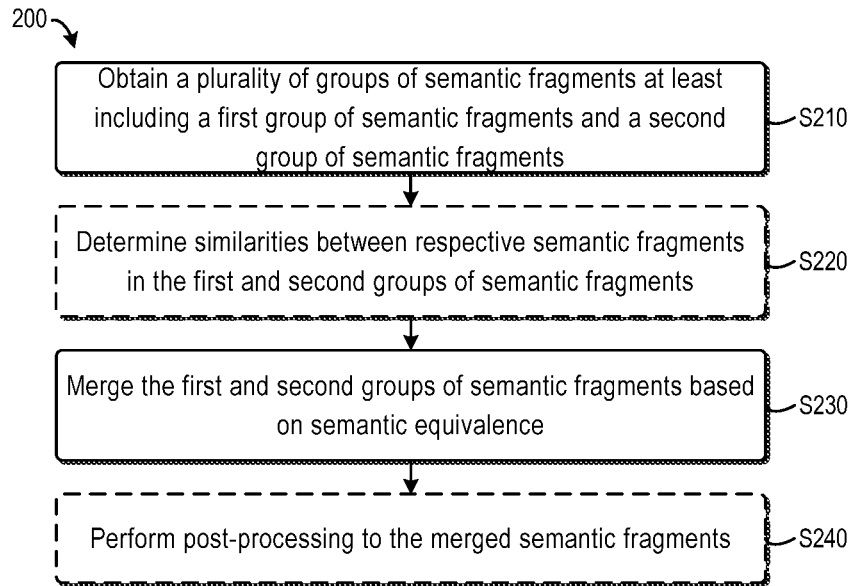 200
Obtain a plurality of groups of semantic fragments at least
including a first group of semantic fragments and a second
group of semantic fragments
S210
Determine similarities between respective semantic fragments
in the first and second groups of semantic fragments
S220
Merge the first and second groups of semantic fragments based
on semantic equivalence
S230
Perform post-processing to the merged semantic fragments
S240